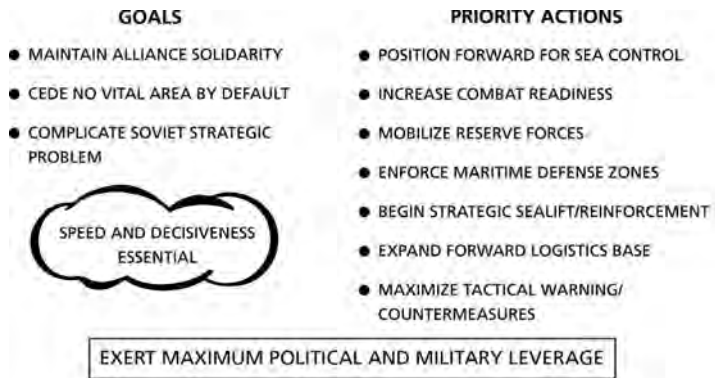 GOALS
● MAINTAIN ALLIANCE SOLIDARITY
● CEDE NO VITAL AREA BY DEFAULT
● COMPLICATE SOVIET STRATEGIC
PROBLEM
SPEED AND DECISIVENESS
ESSENTIAL
PRIORITY ACTIONS
● POSITION FORWARD FOR SEA CONTROL
● INCREASE COMBAT READINESS
● MOBILIZE RESERVE FORCES
● ENFORCE MARITIME DEFENSE ZONES
● BEGIN STRATEGIC SEALIFT/REINFORCEMENT
● EXPAND FORWARD LOGISTICS BASE
● MAXIMIZE TACTICAL WARNING/
COUNTERMEASURES
EXERT MAXIMUM POLITICAL AND MILITARY LEVERAGE